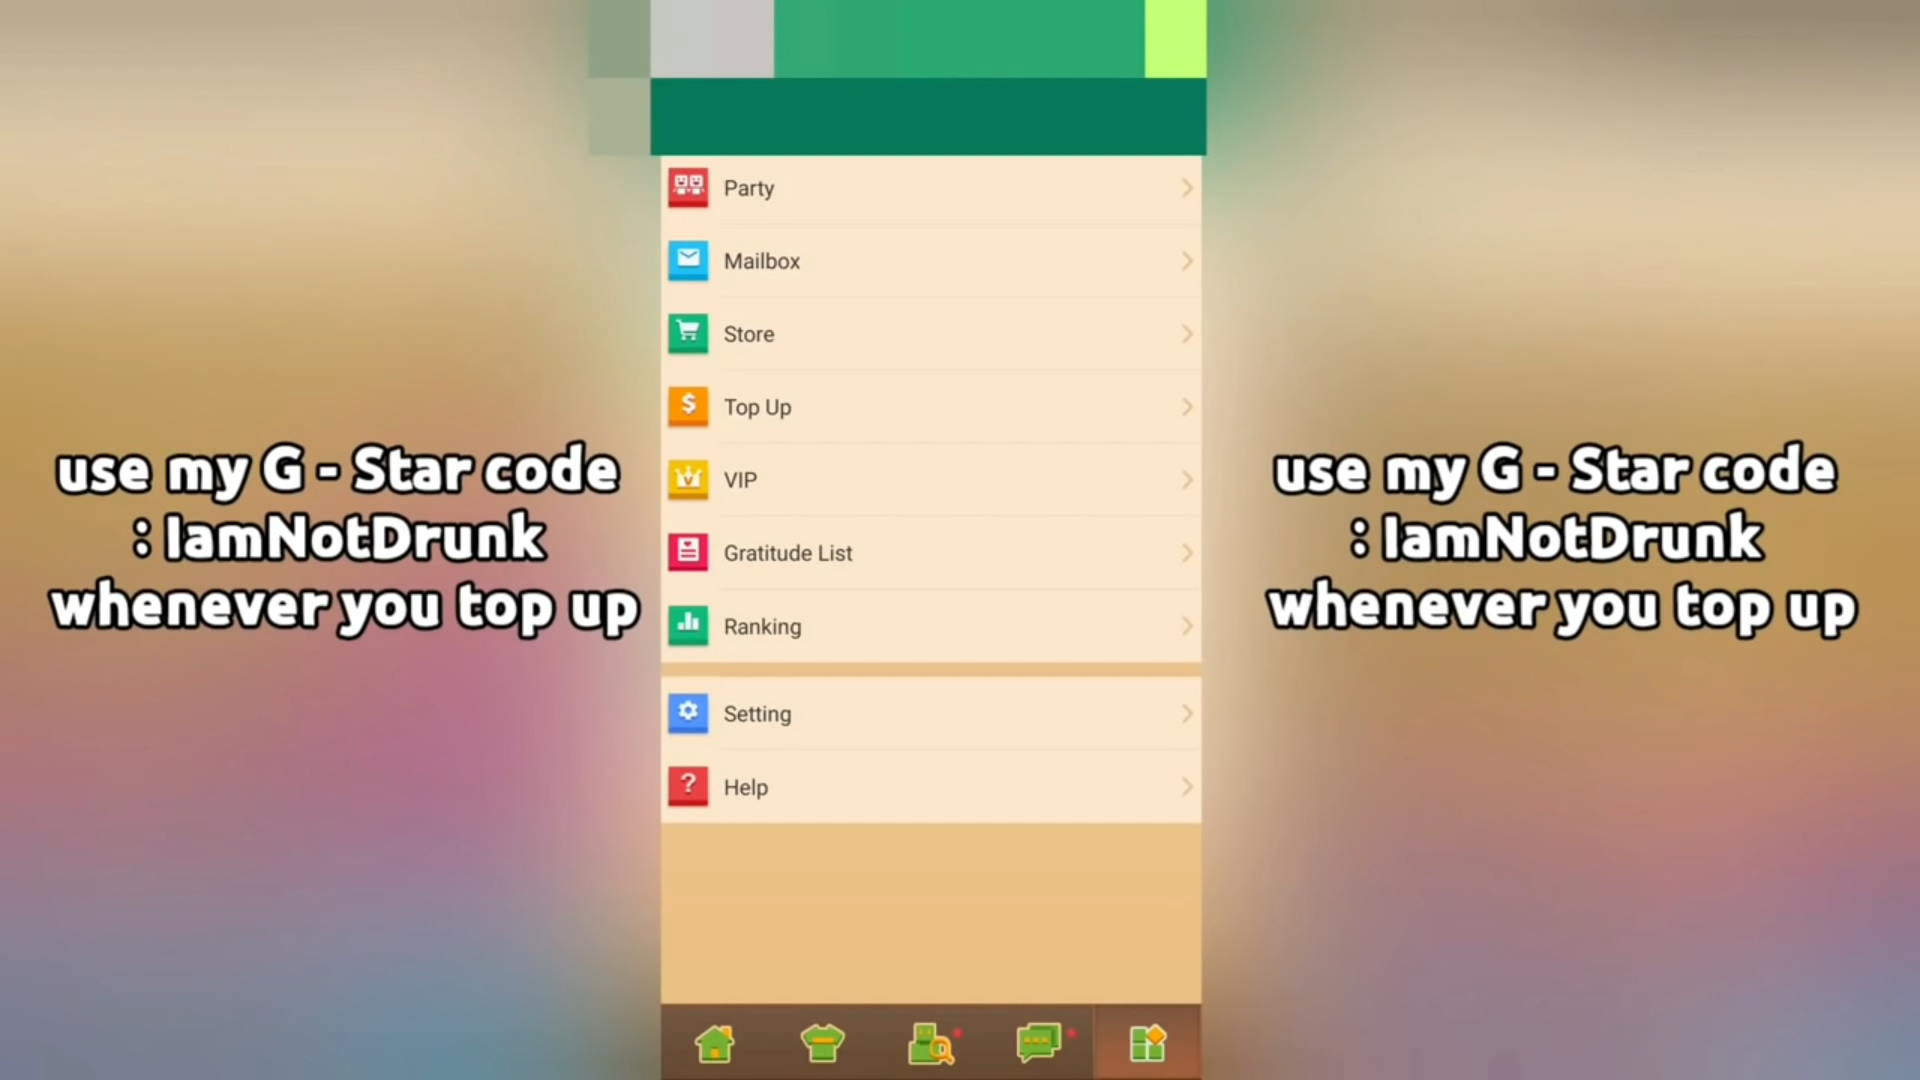 Party
Mailbox
Store
Top Up
VIP
Gratitude List
Ranking
Setting
Help
use my G - Star code
: IamNotDrunk
whenever you top up
use my G - Star code
: IamNotDrunk
whenever you top up